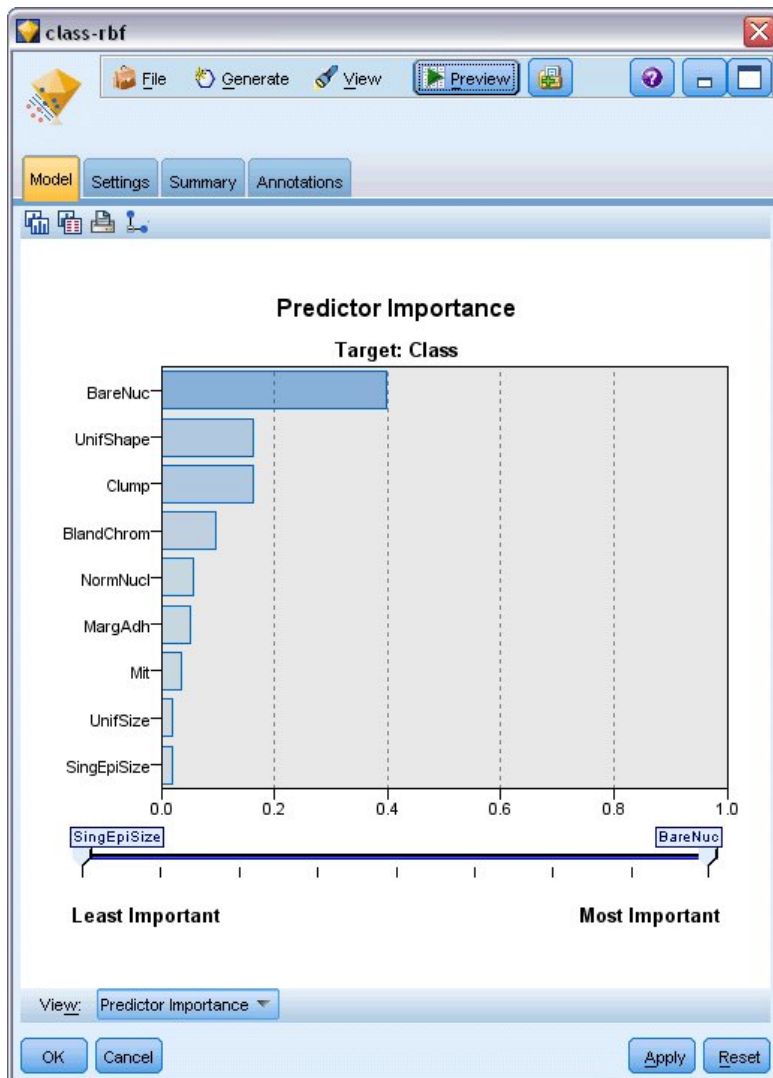 class-rbf
File Generate View Preview
Model Settings Summary Annotations
Predictor Importance
Target: Class
BareNuc
UnifShape
Clump
BlandChrom
NormNucl
MargAdh
Mit
UnifSize
SingEpiSize
0.0 0.2 0.4 0.6 0.8 1.0
SingEpiSize BareNuc
Least Important Most Important
View: Predictor Importance
OK Cancel Apply Reset